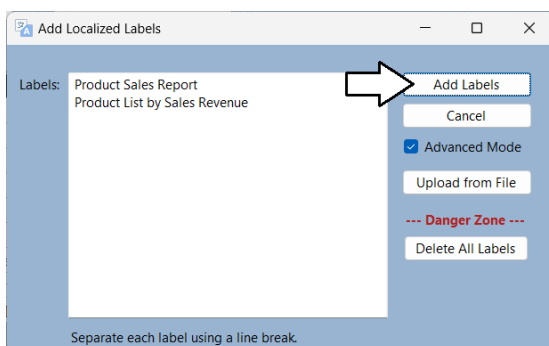 Add Localized Labels
Labels:
Product Sales Report
Product List by Sales Revenue
Add Labels
Cancel
Advanced Mode
Upload from File
--- Danger Zone ---
Delete All Labels
Separate each label using a line break.